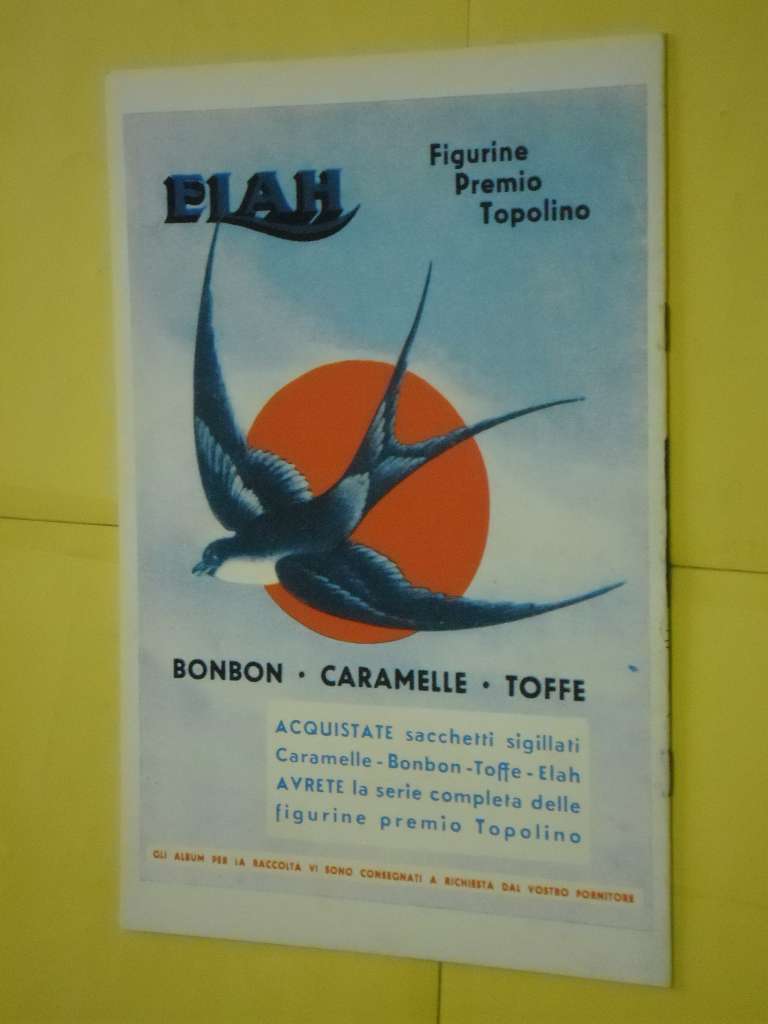 ELAH
Figurine
Premio
Topolino
BONBON · CARAMELLE · TOFFE
ACQUISTATE sacchetti sigillati
Caramelle - Bonbon - Toffe - Elah
AVRETE la serie completa delle
figurine premio Topolino
GLI ALBUM PER LA RACCOLTA VI SONO CONSEGNATI A RICHIESTA DAL VOSTRO FORNITORE